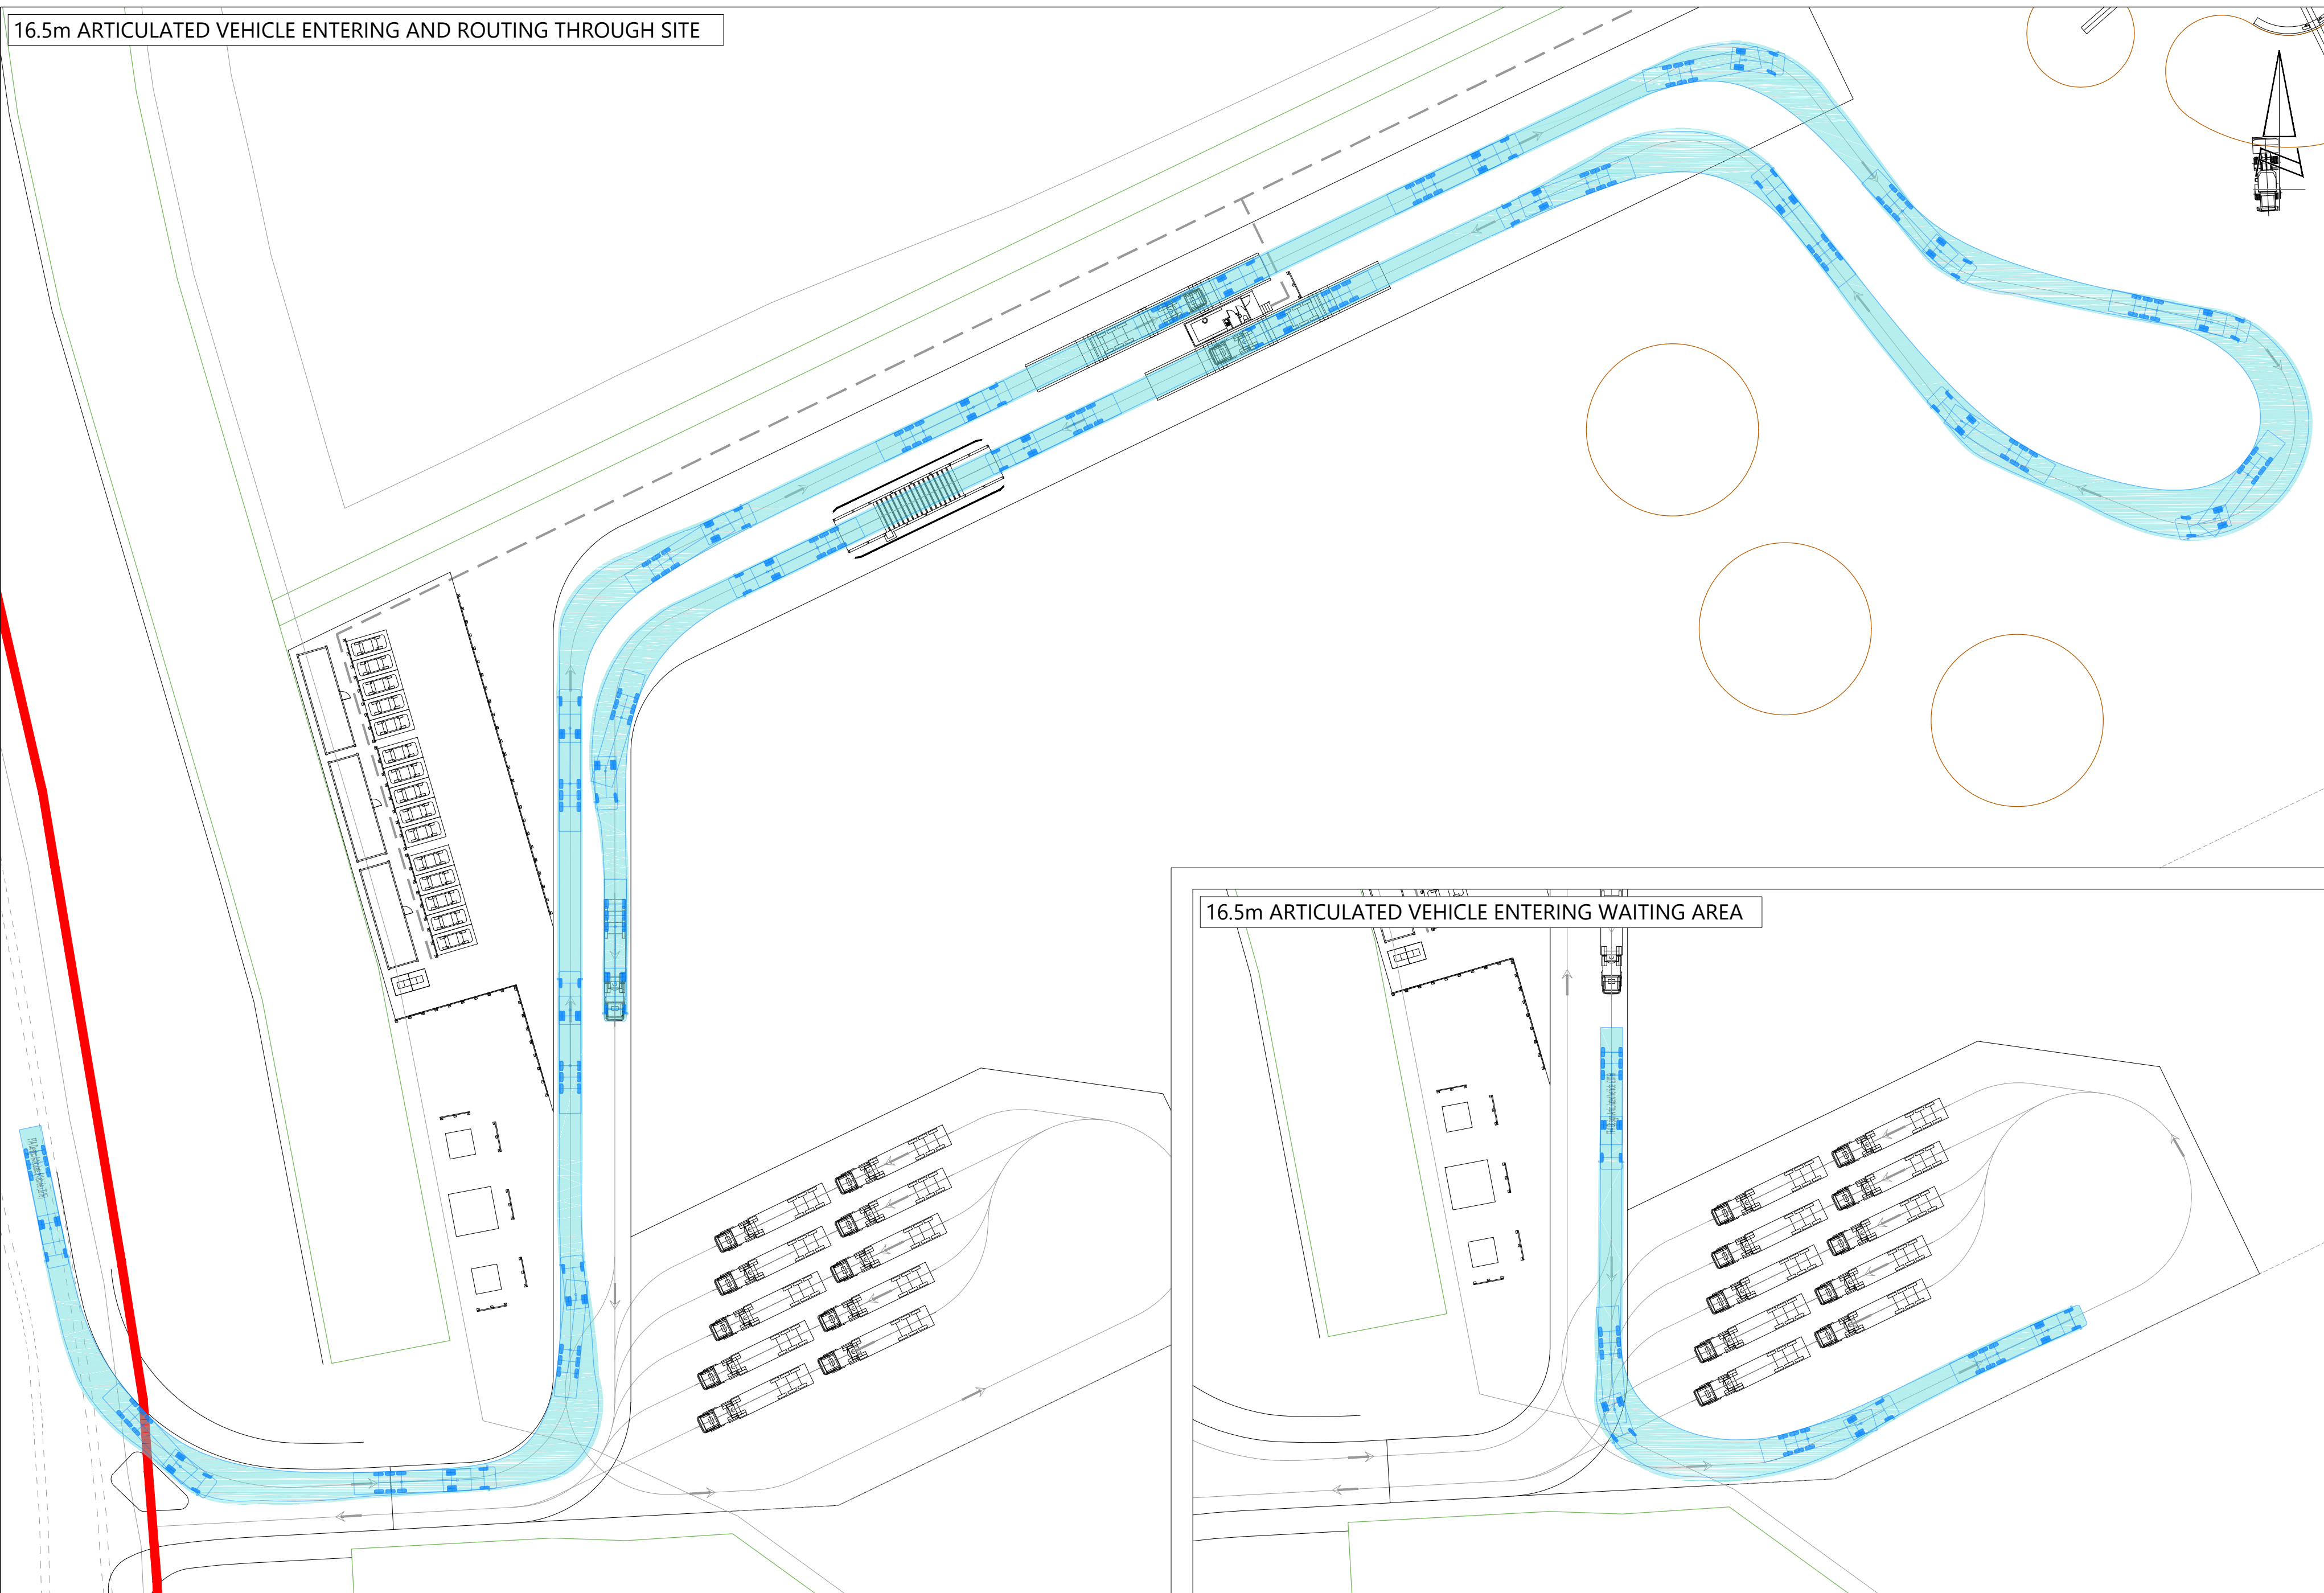 16.5m ARTICULATED VEHICLE ENTERING AND ROUTING THROUGH SITE
16.5m ARTICULATED VEHICLE ENTERING WAITING AREA